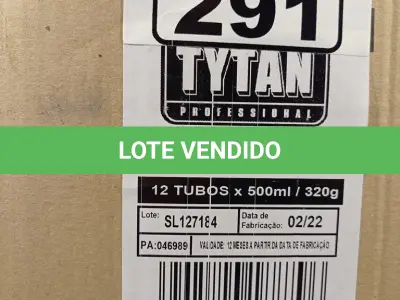 291
TYTAN
PROFESSIONAL
LOTE VENDIDO
12 TUBOS x 500ml / 320g
Lote: SL127184
Data de Fabricação: 02/22
PA:046989
VALIDADE: 12 MESES A PARTIR DA DATA DE FABRICAÇÃO